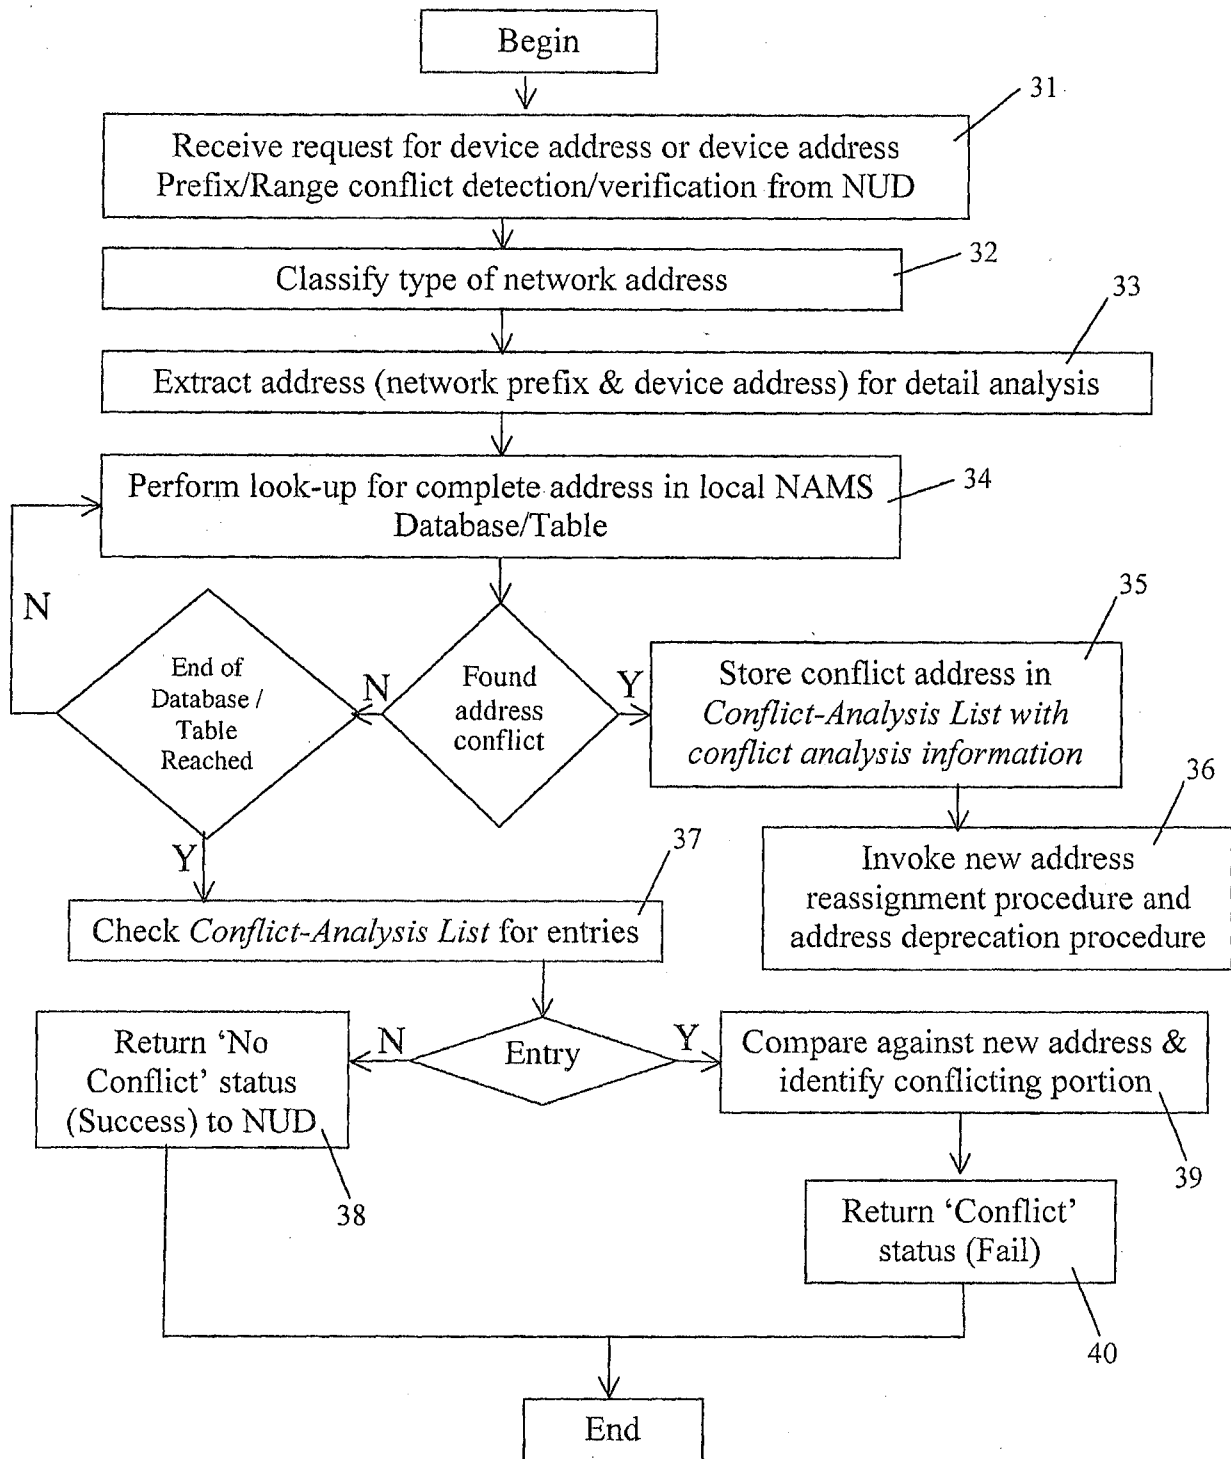 Begin
31
Receive request for device address or device address
Prefix/Range conflict detection/verification from NUD
32
Classify type of network address
33
Extract address (network prefix & device address) for detail analysis
34
Perform look-up for complete address in local NAMS
Database/Table
N
End of
Database /
Table
Reached
N
Found
address
conflict
Y
35
Store conflict address in
Conflict-Analysis List with
conflict analysis information
36
Invoke new address
reassignment procedure and
address deprecation procedure
Y
37
Check Conflict-Analysis List for entries
Return ‘No
Conflict’ status
(Success) to NUD
38
N
Entry
Y
Compare against new address &
identify conflicting portion
39
Return ‘Conflict’
status (Fail)
40
End